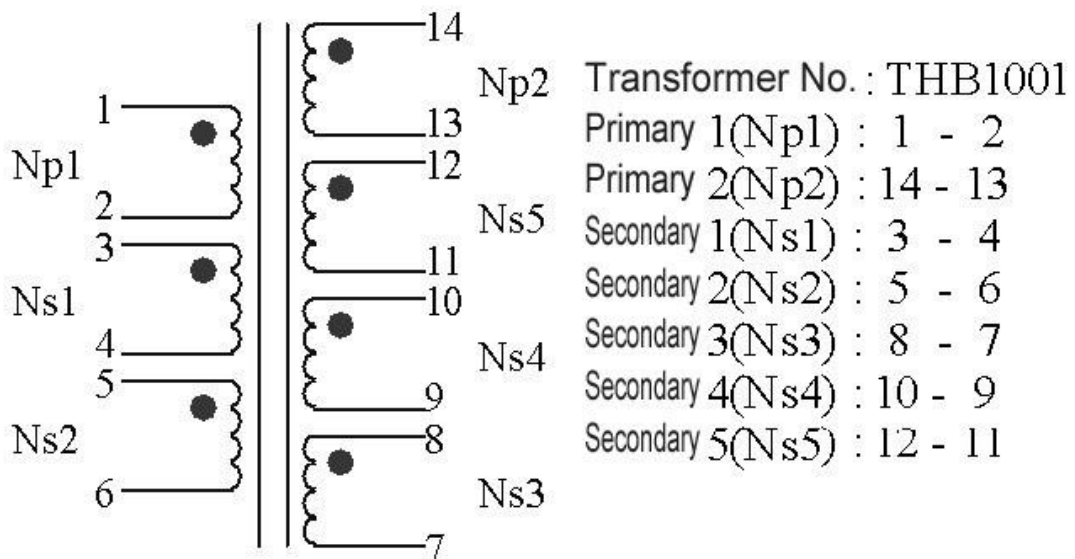 1
Np1
2
3
Ns1
4
5
Ns2
6
14
Np2
13
12
Ns5
11
10
Ns4
9
8
Ns3
7
Transformer No. : THB1001
Primary 1(Np1) : 1 - 2
Primary 2(Np2) : 14 - 13
Secondary 1(Ns1) : 3 - 4
Secondary 2(Ns2) : 5 - 6
Secondary 3(Ns3) : 8 - 7
Secondary 4(Ns4) : 10 - 9
Secondary 5(Ns5) : 12 - 11